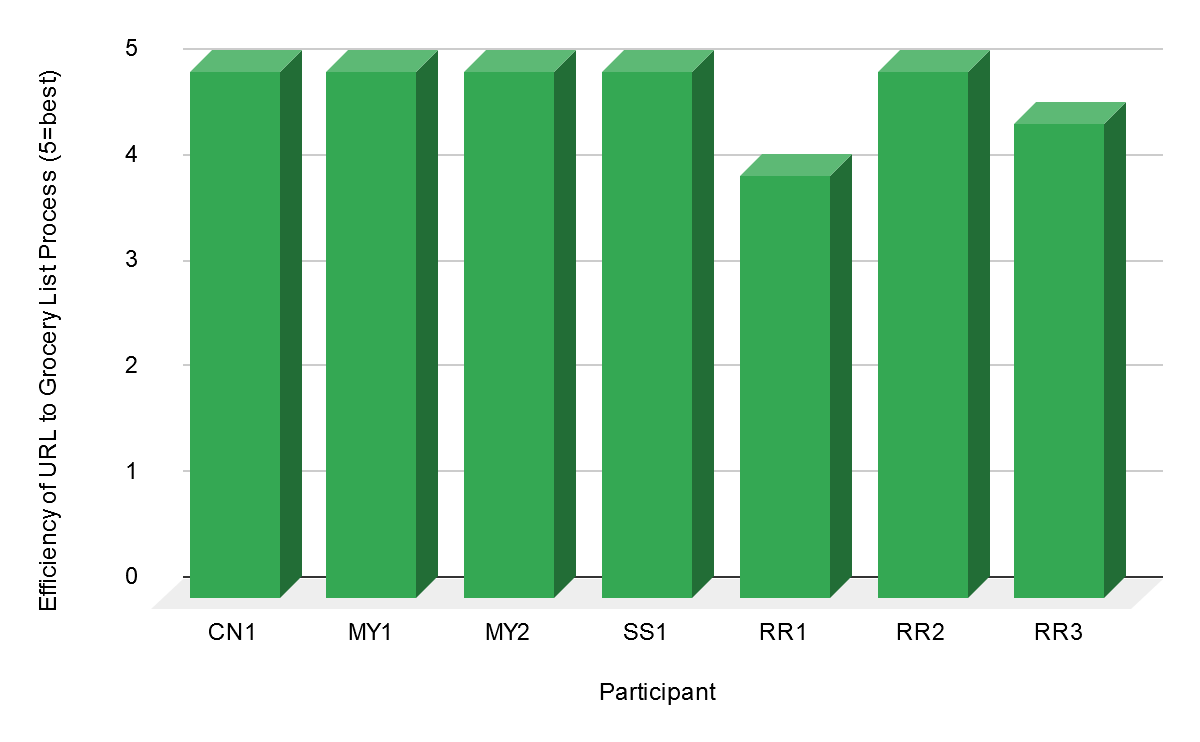 Efficiency of URL to Grocery List Process (5=best)
5
4
3
2
1
0
CN1 MY1 MY2 SS1 RR1 RR2 RR3
Participant